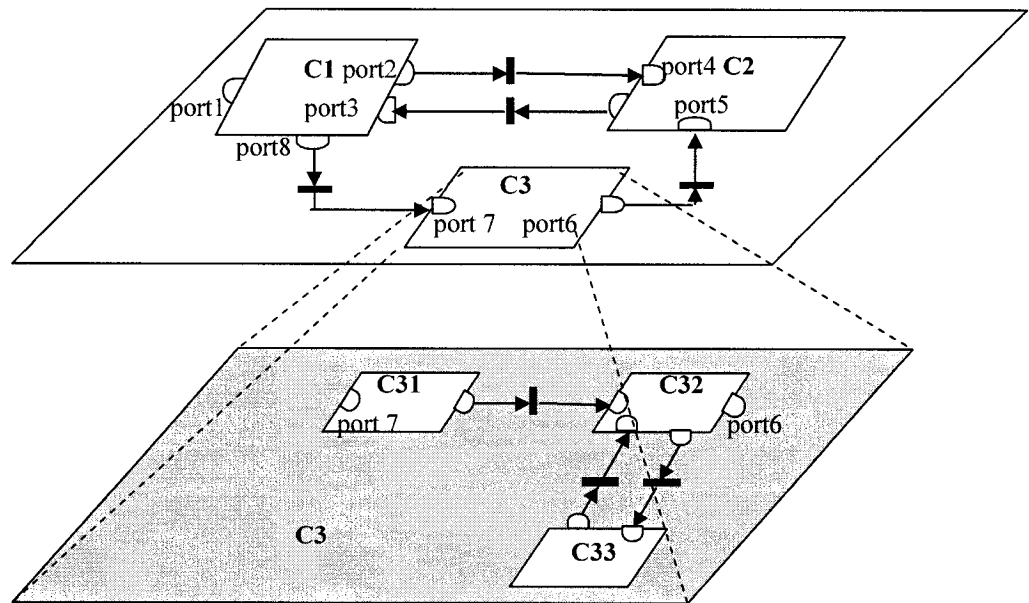 C1 port2
port3
port1
port8
port4 C2
port5
C3
port 7
port6
C31
port 7
C32
port6
C33
C3